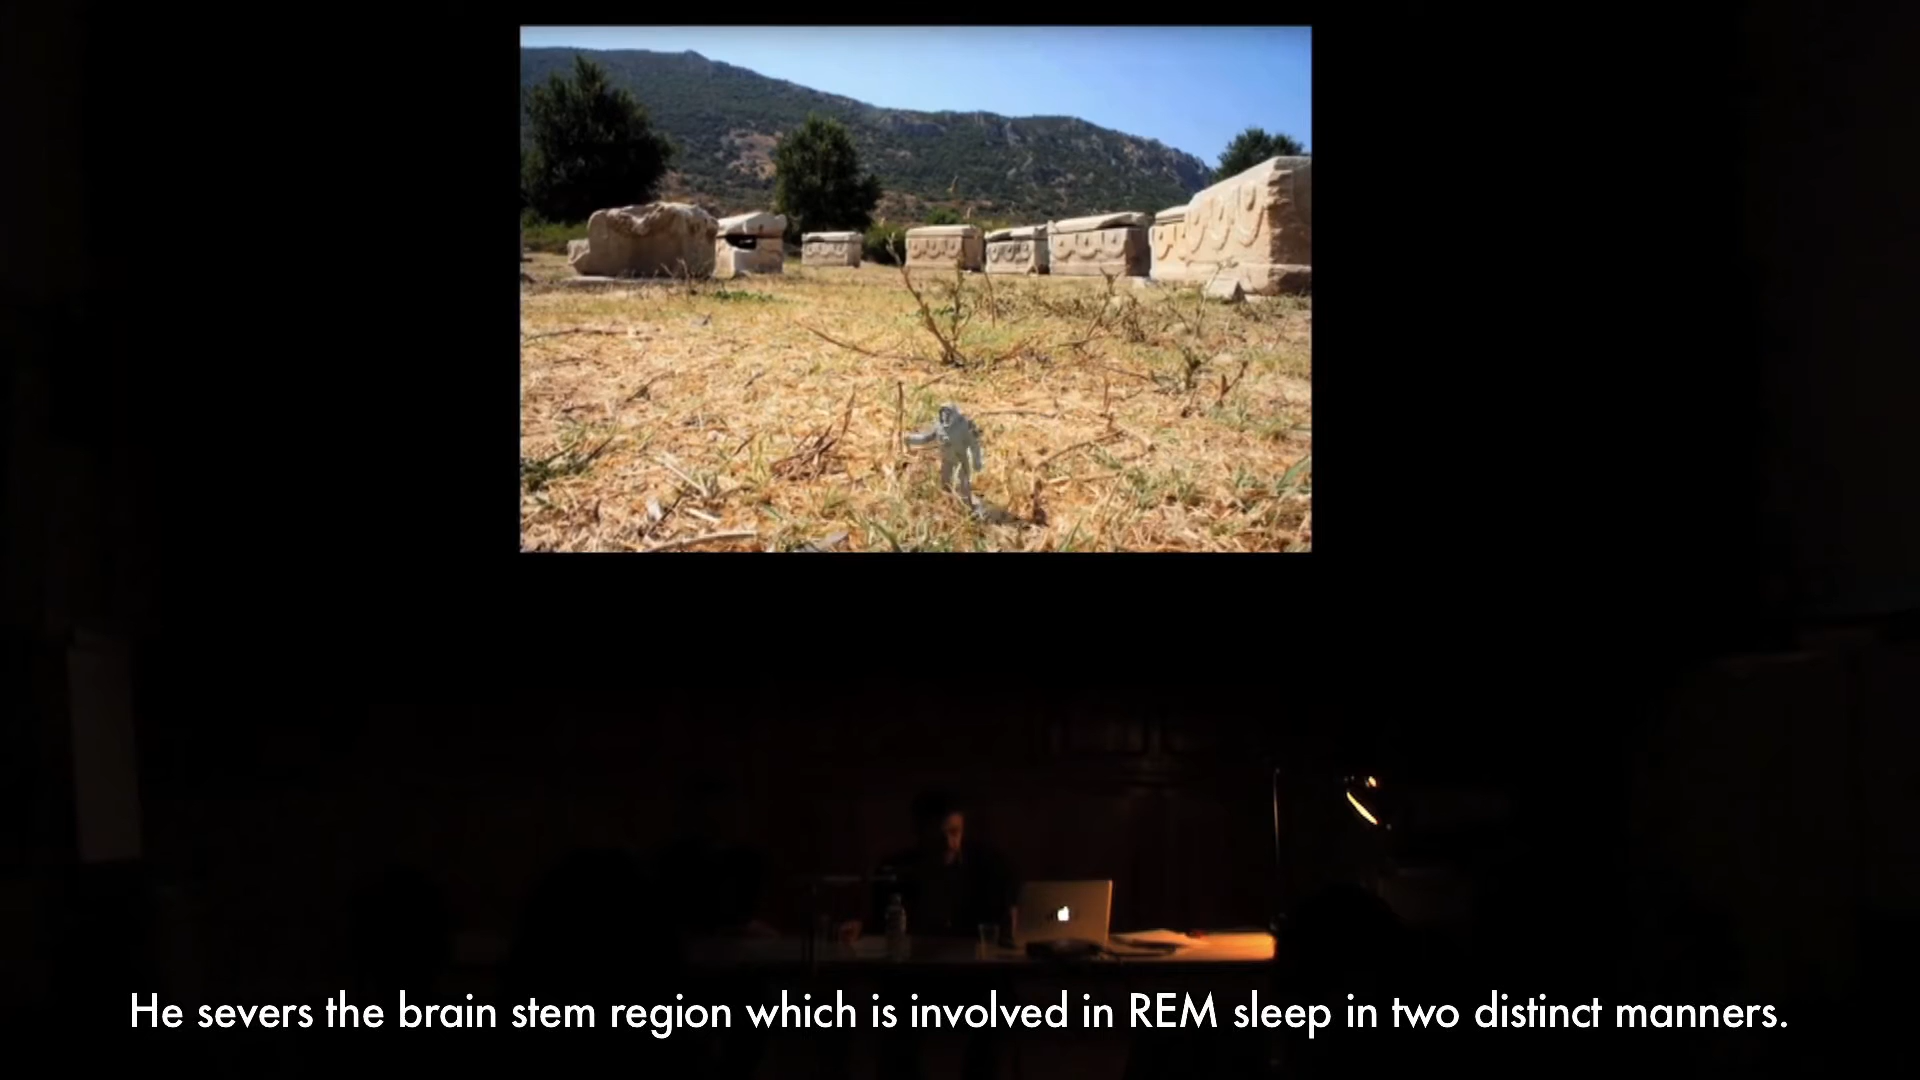 He severs the brain stem region which is involved in REM sleep in two distinct manners.